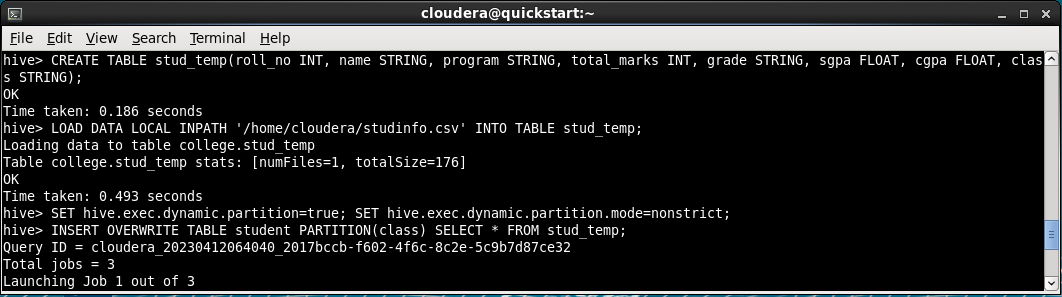 cloudera@quickstart:~
File Edit View Search Terminal Help
hive> CREATE TABLE stud_temp(roll_no INT, name STRING, program STRING, total_marks INT, grade STRING, sgpa FLOAT, cgpa FLOAT, clas
s STRING);
OK
Time taken: 0.186 seconds
hive> LOAD DATA LOCAL INPATH '/home/cloudera/studinfo.csv' INTO TABLE stud_temp;
Loading data to table college.stud_temp
Table college.stud_temp stats: [numFiles=1, totalSize=176]
OK
Time taken: 0.493 seconds
hive> SET hive.exec.dynamic.partition=true; SET hive.exec.dynamic.partition.mode=nonstrict;
hive> INSERT OVERWRITE TABLE student PARTITION(class) SELECT * FROM stud_temp;
Query ID = cloudera_20230412064040_2017bccb-f602-4f6c-8c2e-5c9b7d87ce32
Total jobs = 3
Launching Job 1 out of 3